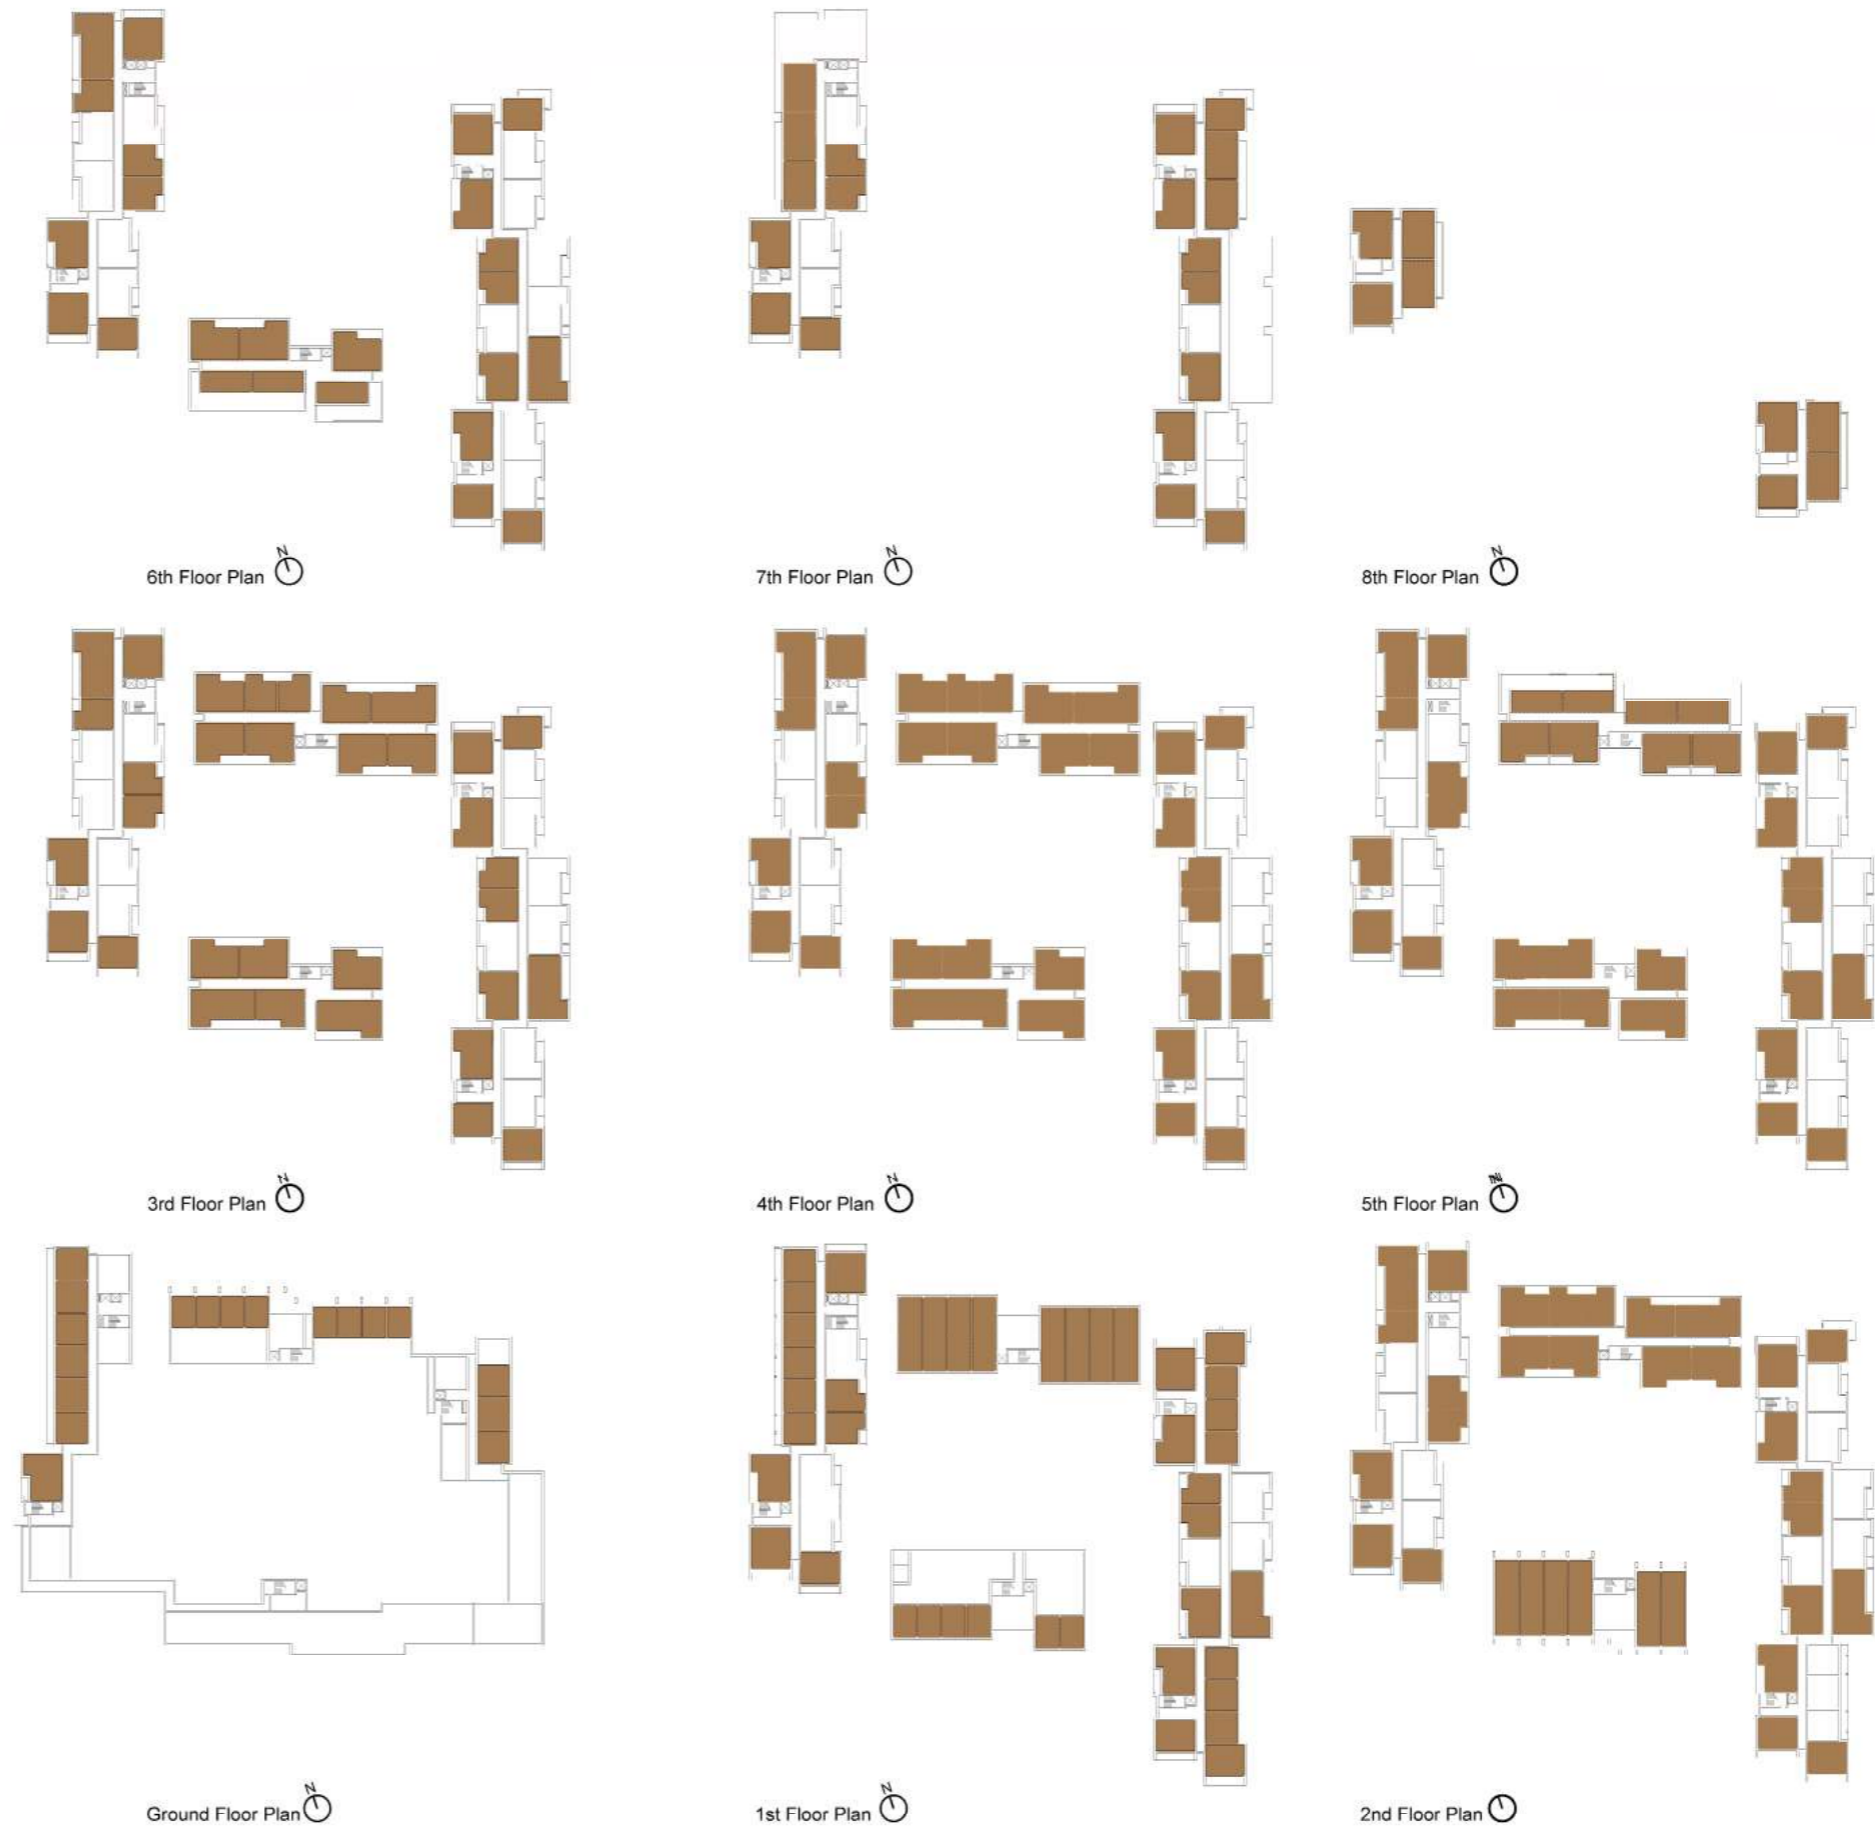 N N N
6th Floor Plan 7th Floor Plan 8th Floor Plan
N N N
3rd Floor Plan 4th Floor Plan 5th Floor Plan
N N
Ground Floor Plan 1st Floor Plan 2nd Floor Plan